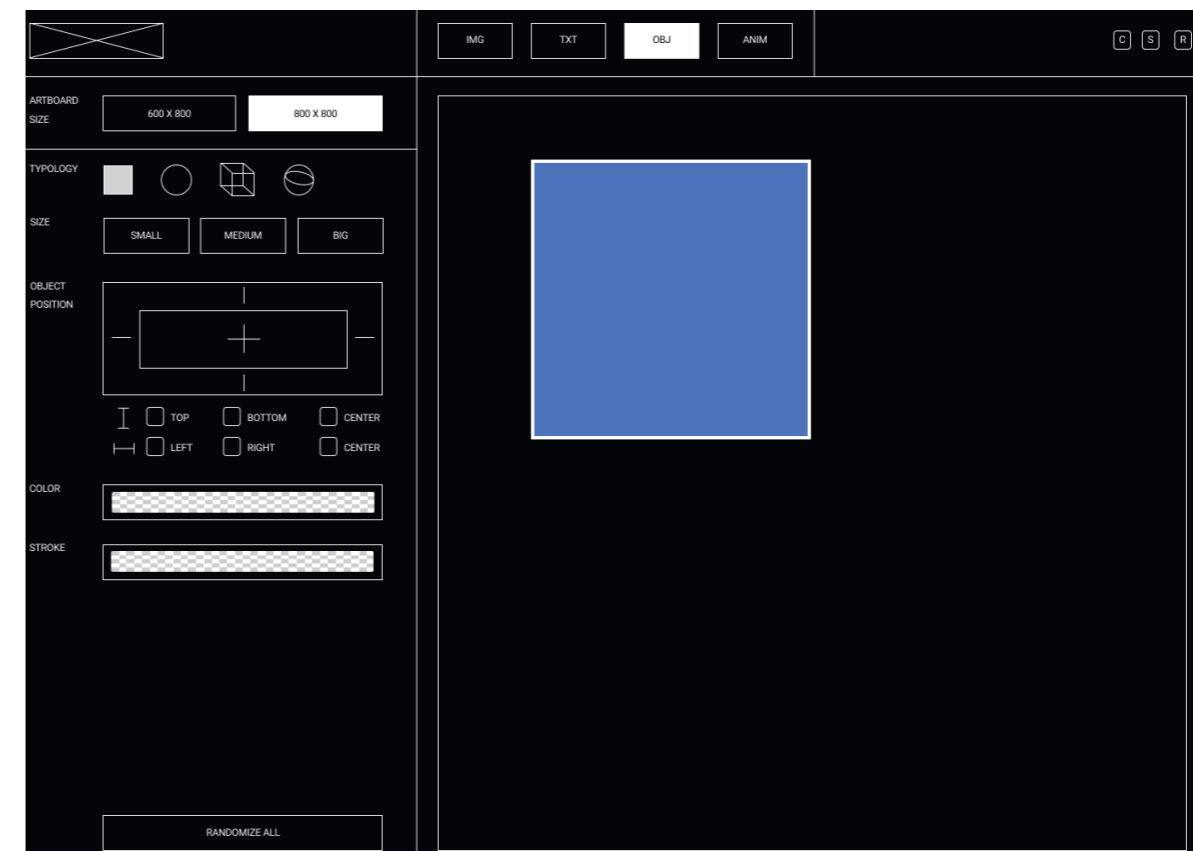 IMG TXT OBJ ANIM C S R
ARTBOARD
SIZE
600 X 800 800 X 800
TYPOLOGY
SIZE
SMALL MEDIUM BIG
OBJECT
POSITION
TOP BOTTOM CENTER
LEFT RIGHT CENTER
COLOR
STROKE
RANDOMIZE ALL